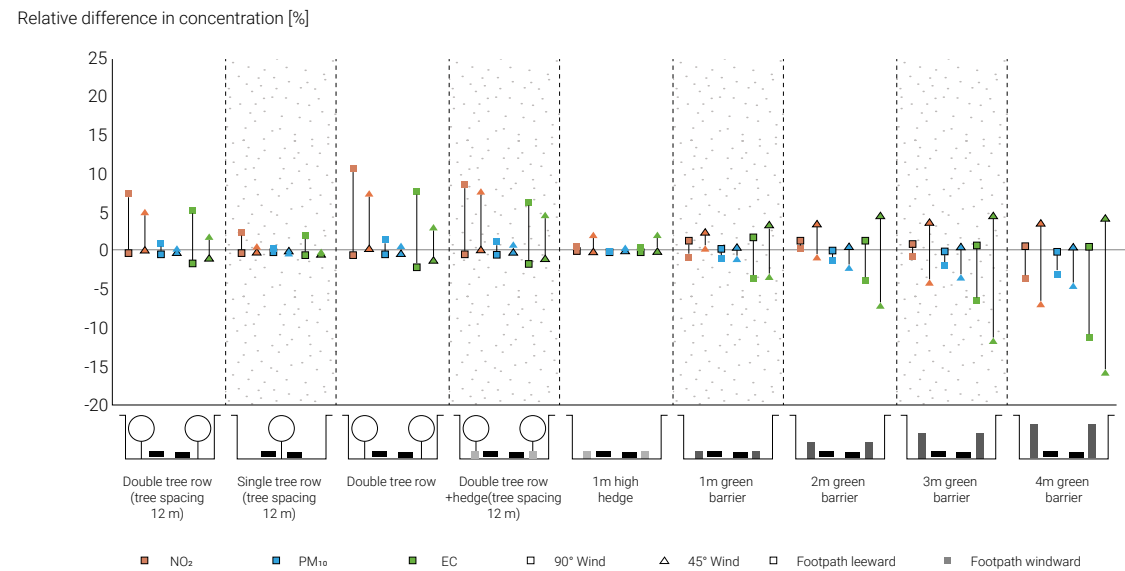 Relative difference in concentration [%]
25
20
15
10
5
0
-5
-10
-15
-20
Double tree row
(tree spacing
12 m)
Single tree row
(tree spacing
12 m)
Double tree row
Double tree row
+hedge(tree spacing
12 m)
1m high
hedge
1m green
barrier
2m green
barrier
3m green
barrier
4m green
barrier
NO₂ PM₁₀ EC 90° Wind 45° Wind Footpath leeward Footpath windward